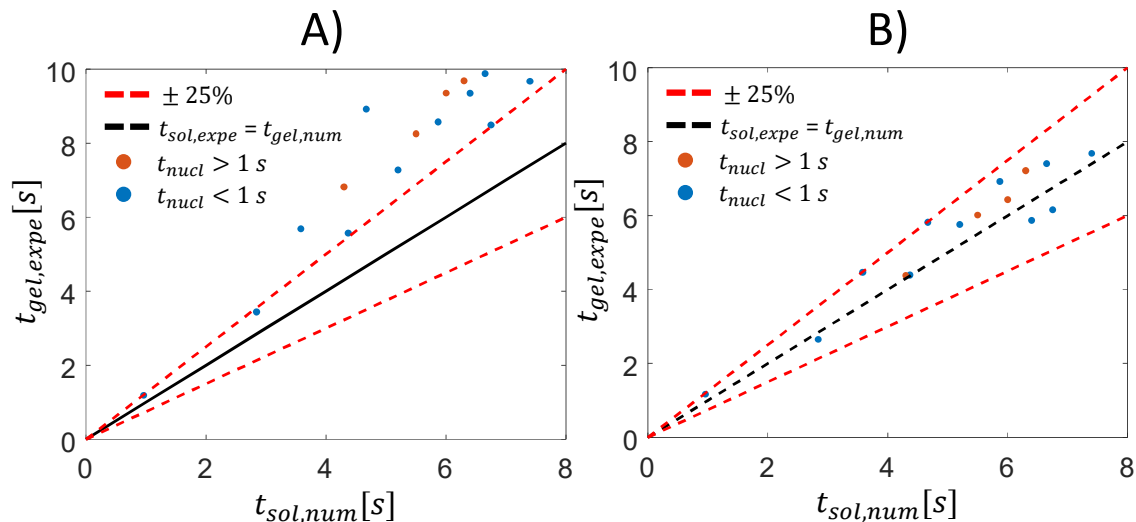 A)
10
8
6
4
2
0
0 2 4 6 8
t_gel,expe [s]
t_sol,num [s]
± 25%
t_sol,expe = t_gel,num
t_nucl > 1 s
t_nucl < 1 s
B)
10
8
6
4
2
0
0 2 4 6 8
t_gel,expe [s]
t_sol,num [s]
± 25%
t_sol,expe = t_gel,num
t_nucl > 1 s
t_nucl < 1 s